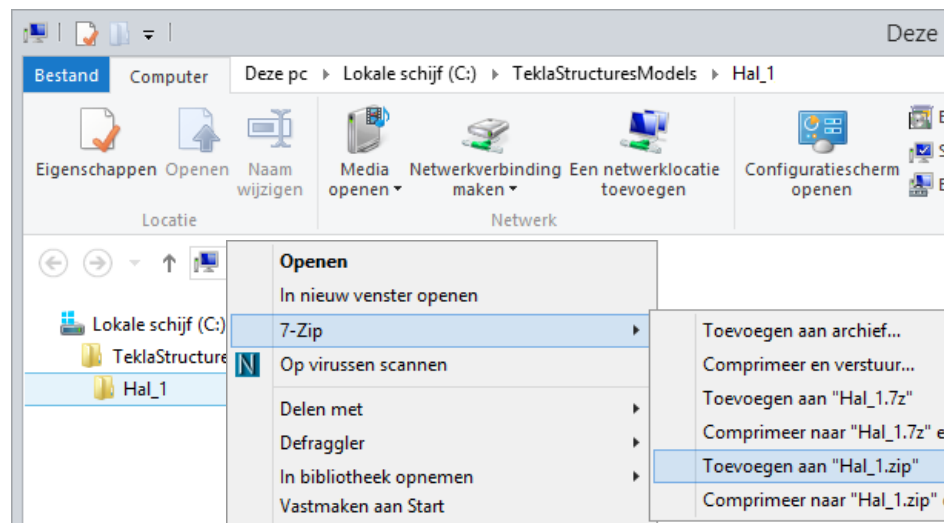 Deze
Bestand Computer Deze pc Lokale schijf (C:) TeklaStructuresModels Hal_1
Eigenschappen Openen Naam wijzigen Media openen Netwerkverbinding maken Een netwerklocatie toevoegen Configuratiescherm openen
Locatie Netwerk
Openen
In nieuw venster openen
Lokale schijf (C:) 7-Zip Toevoegen aan archief...
TeklaStructure Op virussen scannen Comprimeer en verstuur...
Hal_1 Toevoegen aan "Hal_1.7z"
Delen met Comprimeer naar "Hal_1.7z" e
Defraggler
In bibliotheek opnemen Toevoegen aan "Hal_1.zip"
Vastmaken aan Start Comprimeer naar "Hal_1.zip"